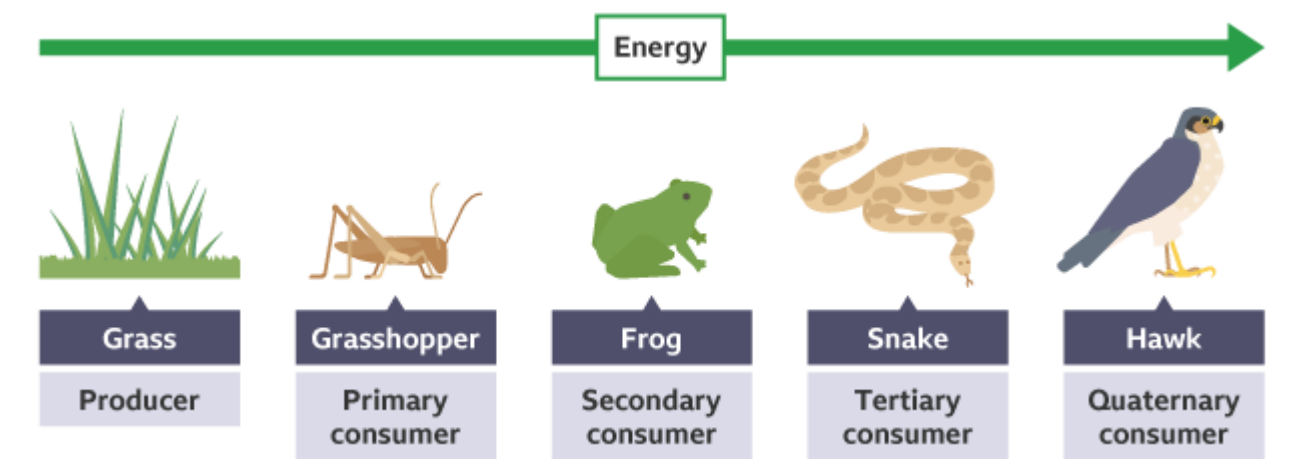 Energy
Grass
Grasshopper
Frog
Snake
Hawk
Producer
Primary
consumer
Secondary
consumer
Tertiary
consumer
Quaternary
consumer